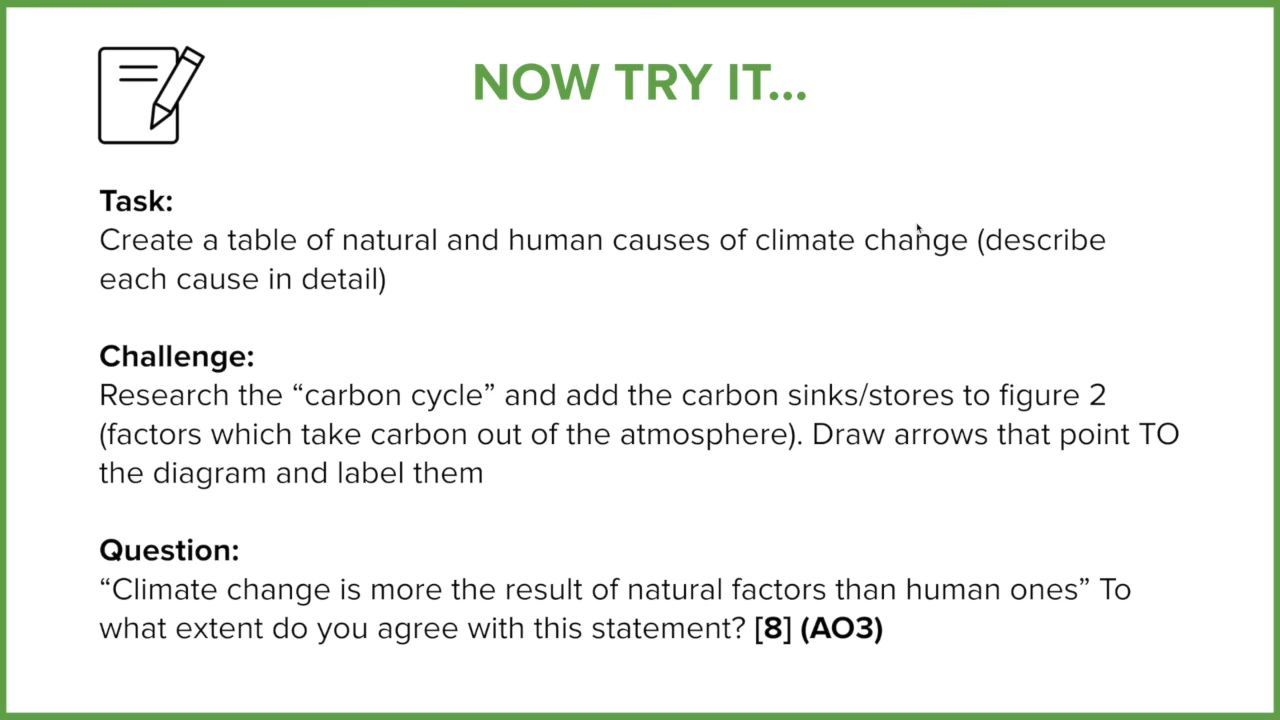 NOW TRY IT...
Task:
Create a table of natural and human causes of climate change (describe
each cause in detail)
Challenge:
Research the “carbon cycle” and add the carbon sinks/stores to figure 2
(factors which take carbon out of the atmosphere). Draw arrows that point TO
the diagram and label them
Question:
“Climate change is more the result of natural factors than human ones” To
what extent do you agree with this statement? [8] (AO3)